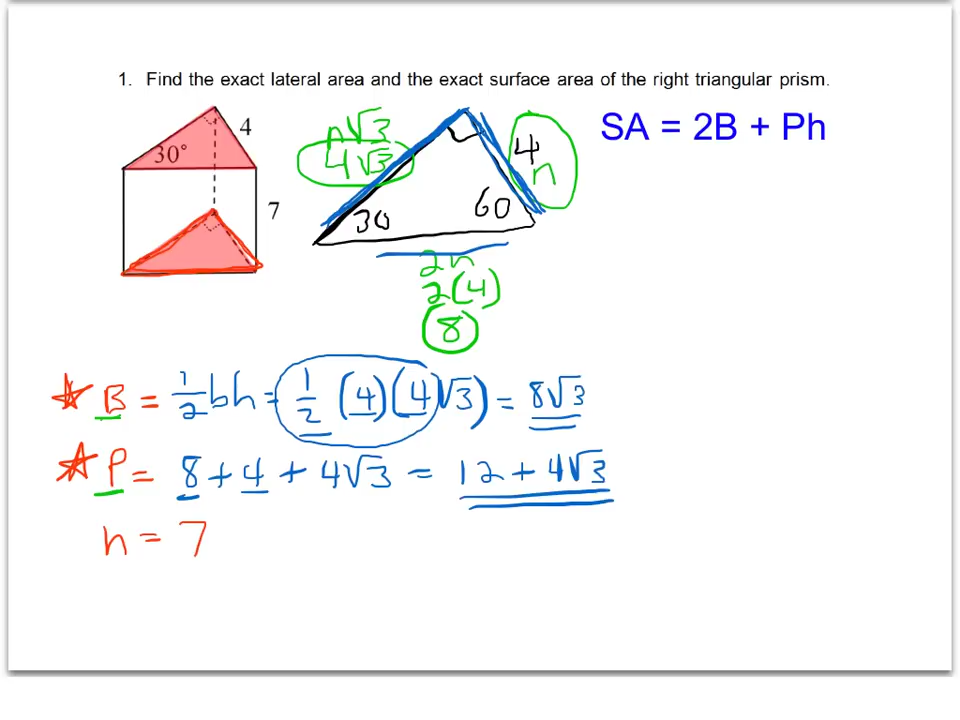 1. Find the exact lateral area and the exact surface area of the right triangular prism.
SA = 2B + Ph
4
30°
7
n√3
4√3
4
n
30
60
2n
2(4)
8
B = 1/2 bh = 1/2 (4)(4√3) = 8√3
P = 8 + 4 + 4√3 = 12 + 4√3
h = 7